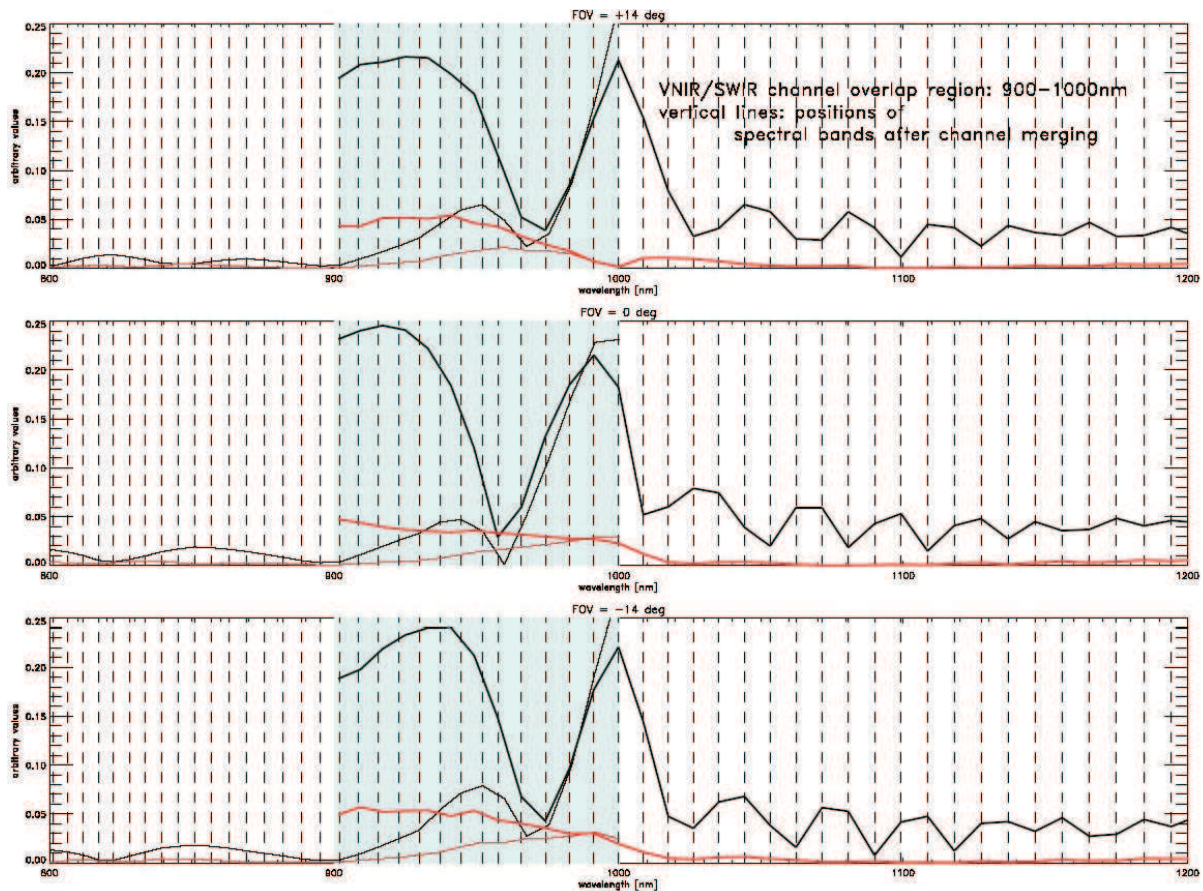 FOV = +14 deg
0.25
0.20
0.15
0.10
0.05
0.00
arbitrary values
VNIR/SWIR channel overlap region: 900-1000nm
vertical lines: positions of
spectral bands after channel merging
800 900 1000 1100 1200
wavelength [nm]
FOV = 0 deg
0.25
0.20
0.15
0.10
0.05
0.00
arbitrary values
800 900 1000 1100 1200
wavelength [nm]
FOV = -14 deg
0.25
0.20
0.15
0.10
0.05
0.00
arbitrary values
800 900 1000 1100 1200
wavelength [nm]